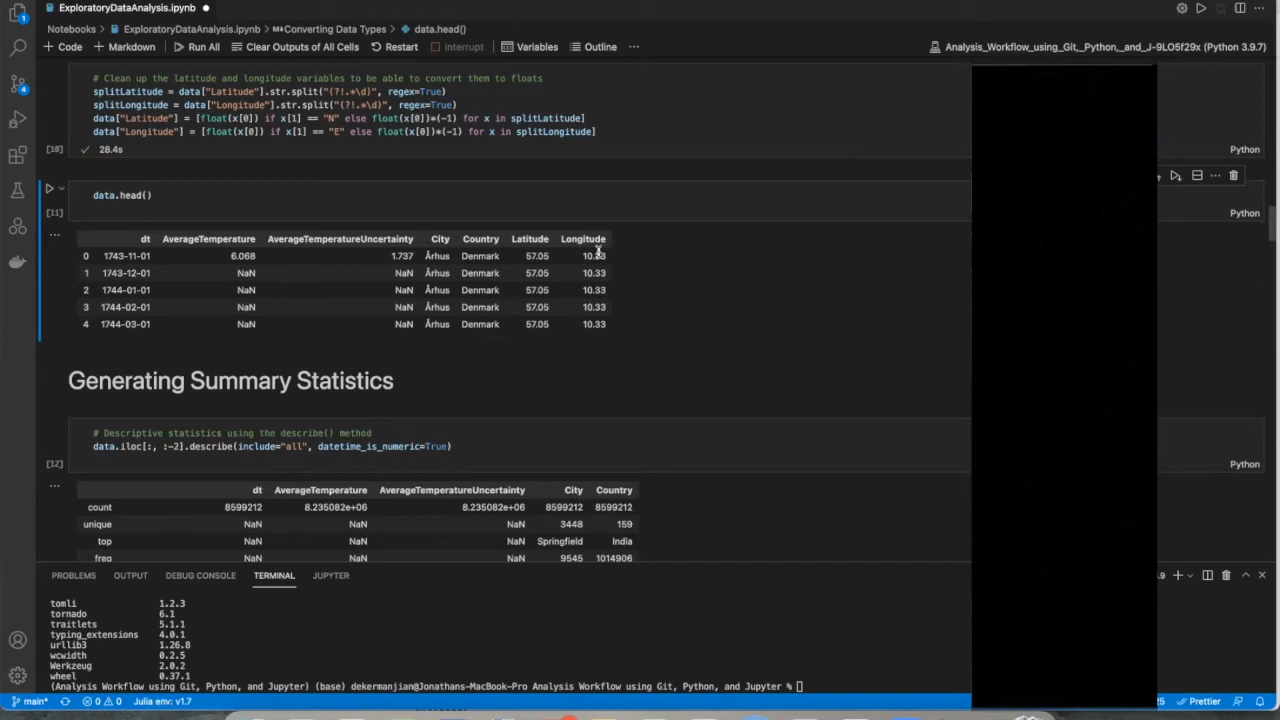 ExploratoryDataAnalysis.ipynb
Notebooks > ExploratoryDataAnalysis.ipynb > Converting Data Types > data.head()
+ Code + Markdown Run All Clear Outputs of All Cells Restart Interrupt Variables Outline ... Analysis_Workflow_using_Git,_Python,_and_J-9LO5f29x (Python 3.9.7)
# Clean up the latitude and longitude variables to be able to convert them to floats
splitLatitude = data["Latitude"].str.split("(?!.*\d)", regex=True)
splitLongitude = data["Longitude"].str.split("(?!.*\d)", regex=True)
data["Latitude"] = [float(x[0]) if x[1] == "N" else float(x[0])*(-1) for x in splitLatitude]
data["Longitude"] = [float(x[0]) if x[1] == "E" else float(x[0])*(-1) for x in splitLongitude]
[10] 28.4s Python
data.head()
[11] Python
dt AverageTemperature AverageTemperatureUncertainty City Country Latitude Longitude
0 1743-11-01 6.068 1.737 Århus Denmark 57.05 10.33
1 1743-12-01 NaN NaN Århus Denmark 57.05 10.33
2 1744-01-01 NaN NaN Århus Denmark 57.05 10.33
3 1744-02-01 NaN NaN Århus Denmark 57.05 10.33
4 1744-03-01 NaN NaN Århus Denmark 57.05 10.33
Generating Summary Statistics
# Descriptive statistics using the describe() method
data.iloc[:, :-2].describe(include="all", datetime_is_numeric=True)
[12] Python
dt AverageTemperature AverageTemperatureUncertainty City Country
count 8599212 8.235082e+06 8.235082e+06 8599212 8599212
unique NaN NaN NaN 3448 159
top NaN NaN NaN Springfield India
freq NaN NaN NaN 9545 1014906
PROBLEMS OUTPUT DEBUG CONSOLE TERMINAL JUPYTER
tomli 1.2.3
tornado 6.1
traitlets 5.1.1
typing_extensions 4.0.1
urllib3 1.26.8
wcwidth 0.2.5
Werkzeug 2.0.2
wheel 0.37.1
(Analysis Workflow using Git, Python, and Jupyter) (base) dekermanjian@Jonathans-MacBook-Pro Analysis Workflow using Git, Python, and Jupyter %
main* 0 0 Julia env: v1.7 Prettier